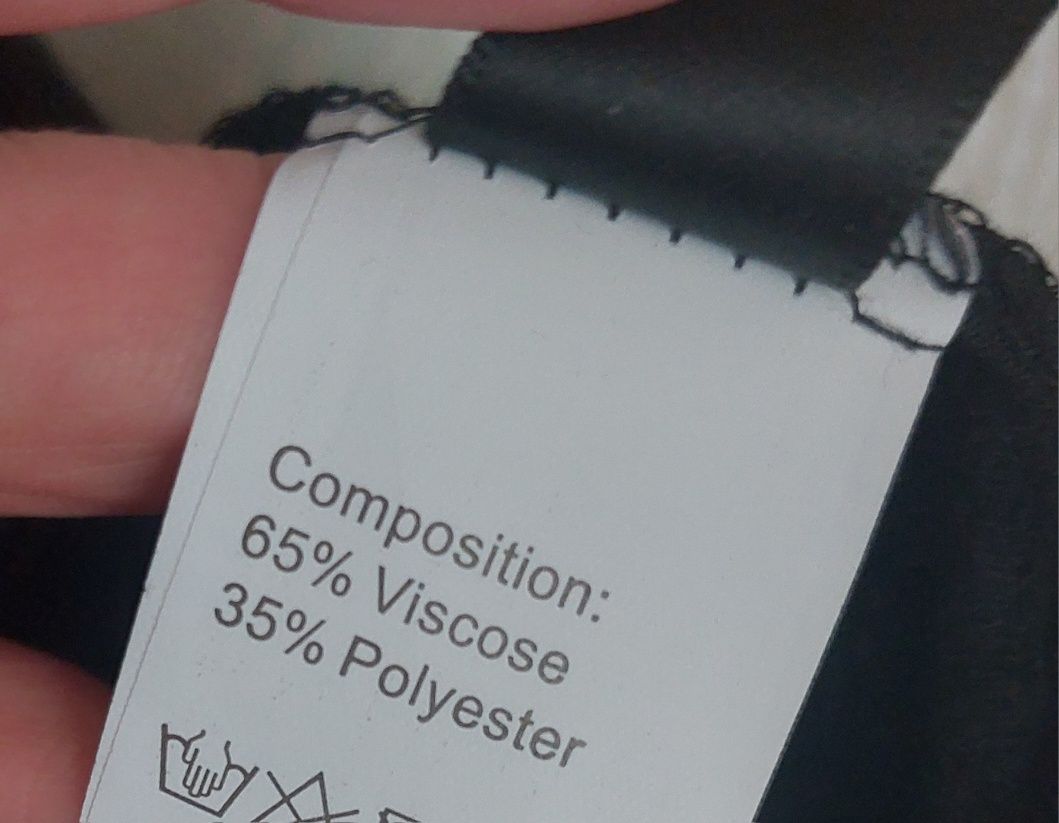 Composition:
65% Viscose
35% Polyester